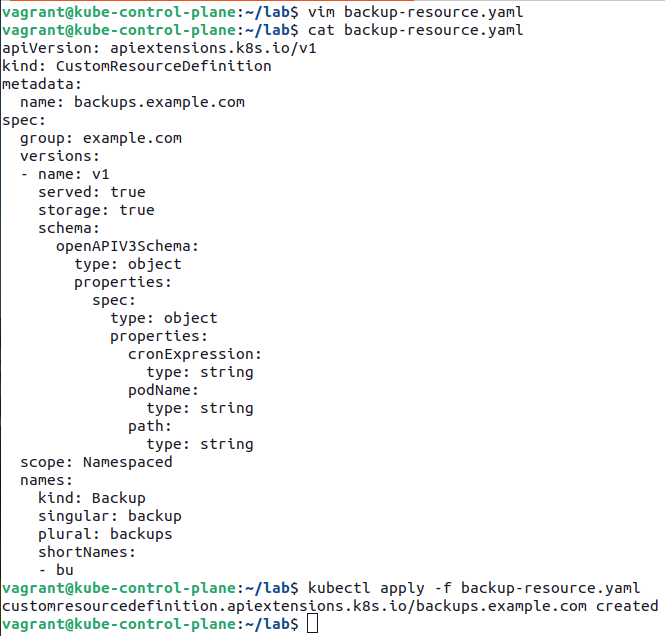 vagrant@kube-control-plane:~/lab$ vim backup-resource.yaml
vagrant@kube-control-plane:~/lab$ cat backup-resource.yaml
apiVersion: apiextensions.k8s.io/v1
kind: CustomResourceDefinition
metadata:
  name: backups.example.com
spec:
  group: example.com
  versions:
  - name: v1
    served: true
    storage: true
    schema:
      openAPIV3Schema:
        type: object
        properties:
          spec:
            type: object
            properties:
              cronExpression:
                type: string
              podName:
                type: string
              path:
                type: string
  scope: Namespaced
  names:
    kind: Backup
    singular: backup
    plural: backups
    shortNames:
    - bu
vagrant@kube-control-plane:~/lab$ kubectl apply -f backup-resource.yaml
customresourcedefinition.apiextensions.k8s.io/backups.example.com created
vagrant@kube-control-plane:~/lab$